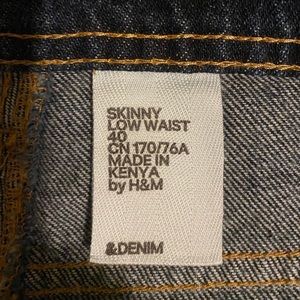 SKINNY
LOW WAIST
40
CN 170/76A
MADE IN
KENYA
by H&M
&DENIM